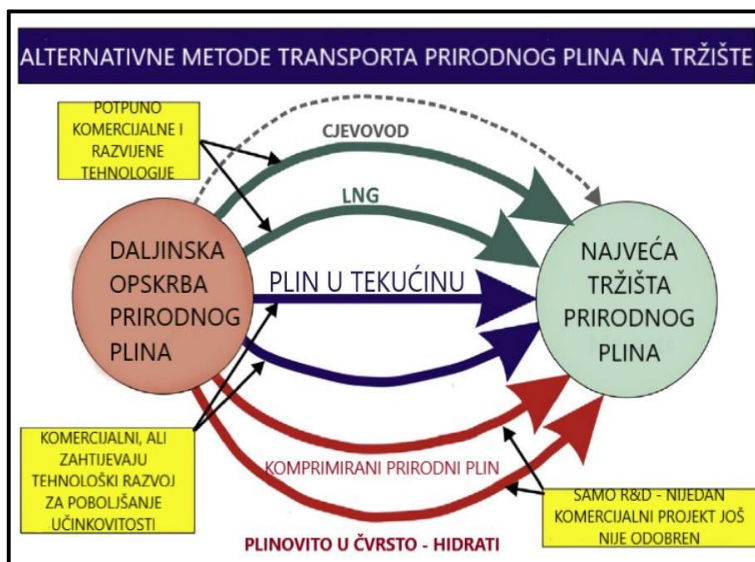 ALTERNATIVNE METODE TRANSPORTA PRIRODNOG PLINA NA TRŽIŠTE
POTPUNO
KOMERCIJALNE I
RAZVIJENE
TEHNOLOGIJE
CJEVOVOD
LNG
DALJINSKA
OPSKRBA
PRIRODNOG
PLINA
PLIN U TEKUĆINU
NAJVEĆA
TRŽIŠTA
PRIRODNOG
PLINA
KOMERCIJALNI, ALI
ZAHTIJEVAJU
TEHNOLOŠKI RAZVOJ
ZA POBOLJŠANJE
UČINKOVITOSTI
KOMPRIMIRANI PRIRODNI PLIN
SAMO R&D - NIJEDAN
KOMERCIJALNI PROJEKT JOŠ
NIJE ODOBREN
PLINOVITO U ČVRSTO - HIDRATI